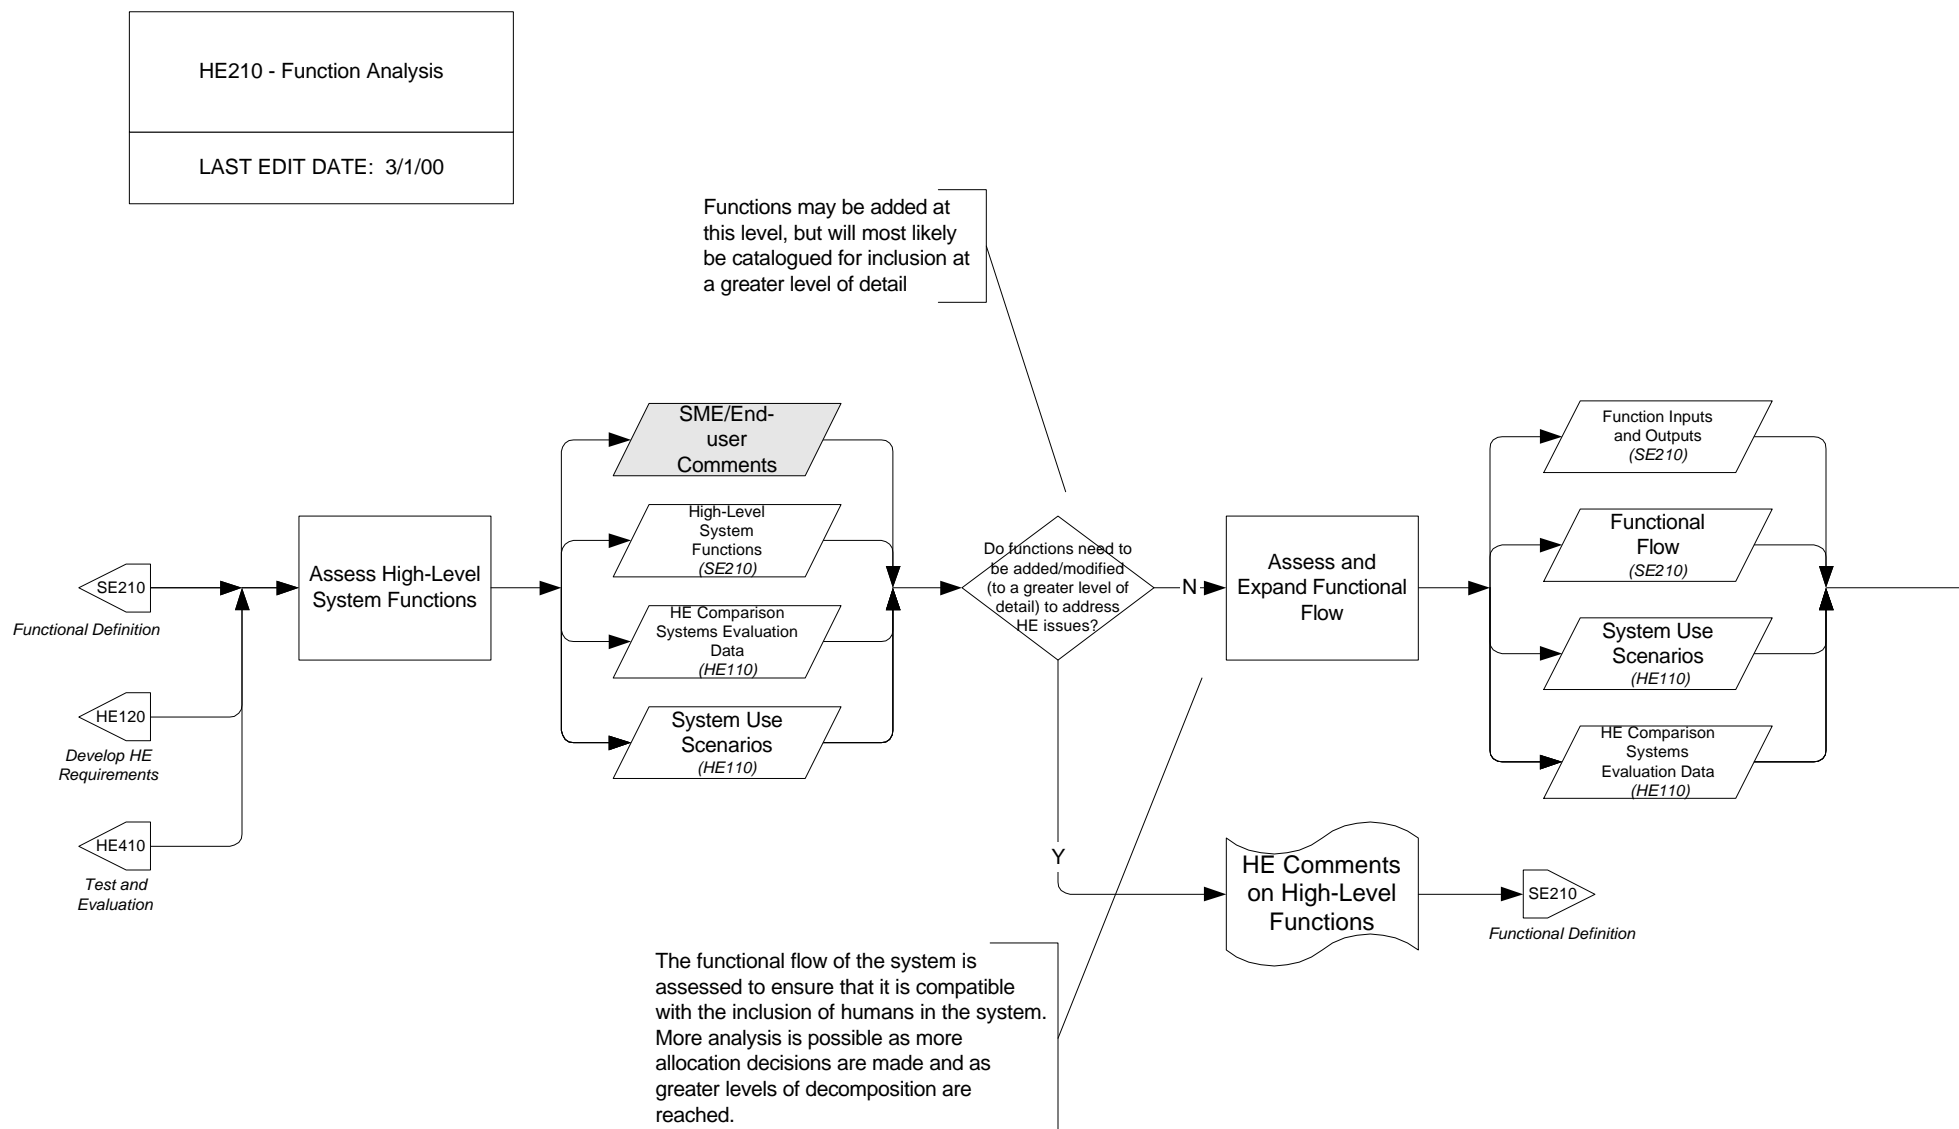 HE210 - Function Analysis
LAST EDIT DATE:  3/1/00
Functions may be added at
this level, but will most likely
be catalogued for inclusion at
a greater level of detail
SE210
Functional Definition
HE120
Develop HE
Requirements
HE410
Test and
Evaluation
Assess High-Level
System Functions
SME/End-
user
Comments
High-Level
System
Functions
(SE210)
HE Comparison
Systems Evaluation
Data
(HE110)
System Use
Scenarios
(HE110)
Do functions need to
be added/modified
(to a greater level of
detail) to address
HE issues?
N
Y
Assess and
Expand Functional
Flow
Function Inputs
and Outputs
(SE210)
Functional
Flow
(SE210)
System Use
Scenarios
(HE110)
HE Comparison
Systems
Evaluation Data
(HE110)
HE Comments
on High-Level
Functions
SE210
Functional Definition
The functional flow of the system is
assessed to ensure that it is compatible
with the inclusion of humans in the system.
More analysis is possible as more
allocation decisions are made and as
greater levels of decomposition are
reached.